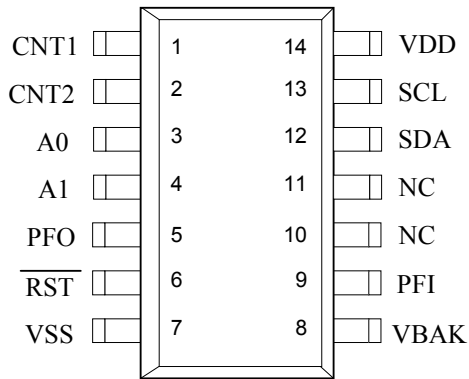 CNT1 1 14 VDD
CNT2 2 13 SCL
A0 3 12 SDA
A1 4 11 NC
PFO 5 10 NC
R̅S̅T̅ 6 9 PFI
VSS 7 8 VBAK